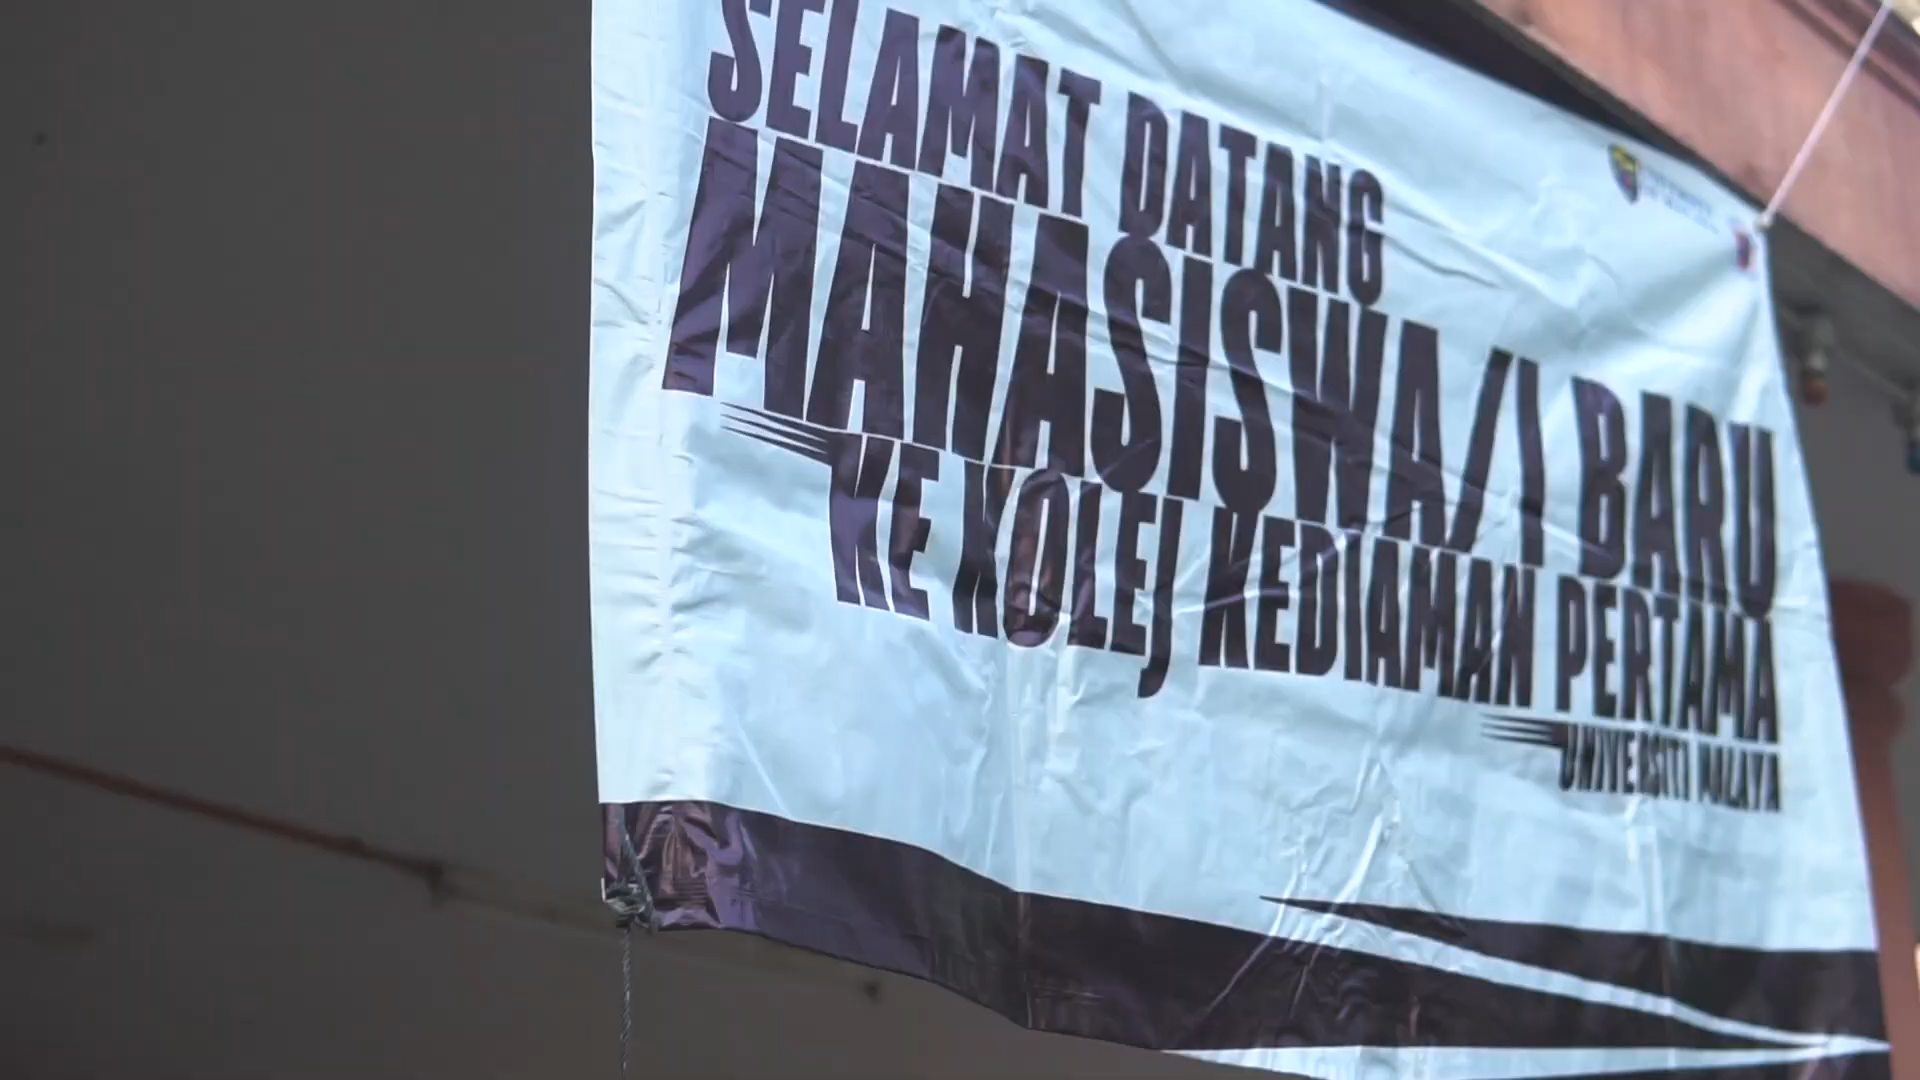 SELAMAT DATANG
MAHASISWA/I BARU
KE KOLEJ KEDIAMAN PERTAMA
UNIVERSITI MALAYA